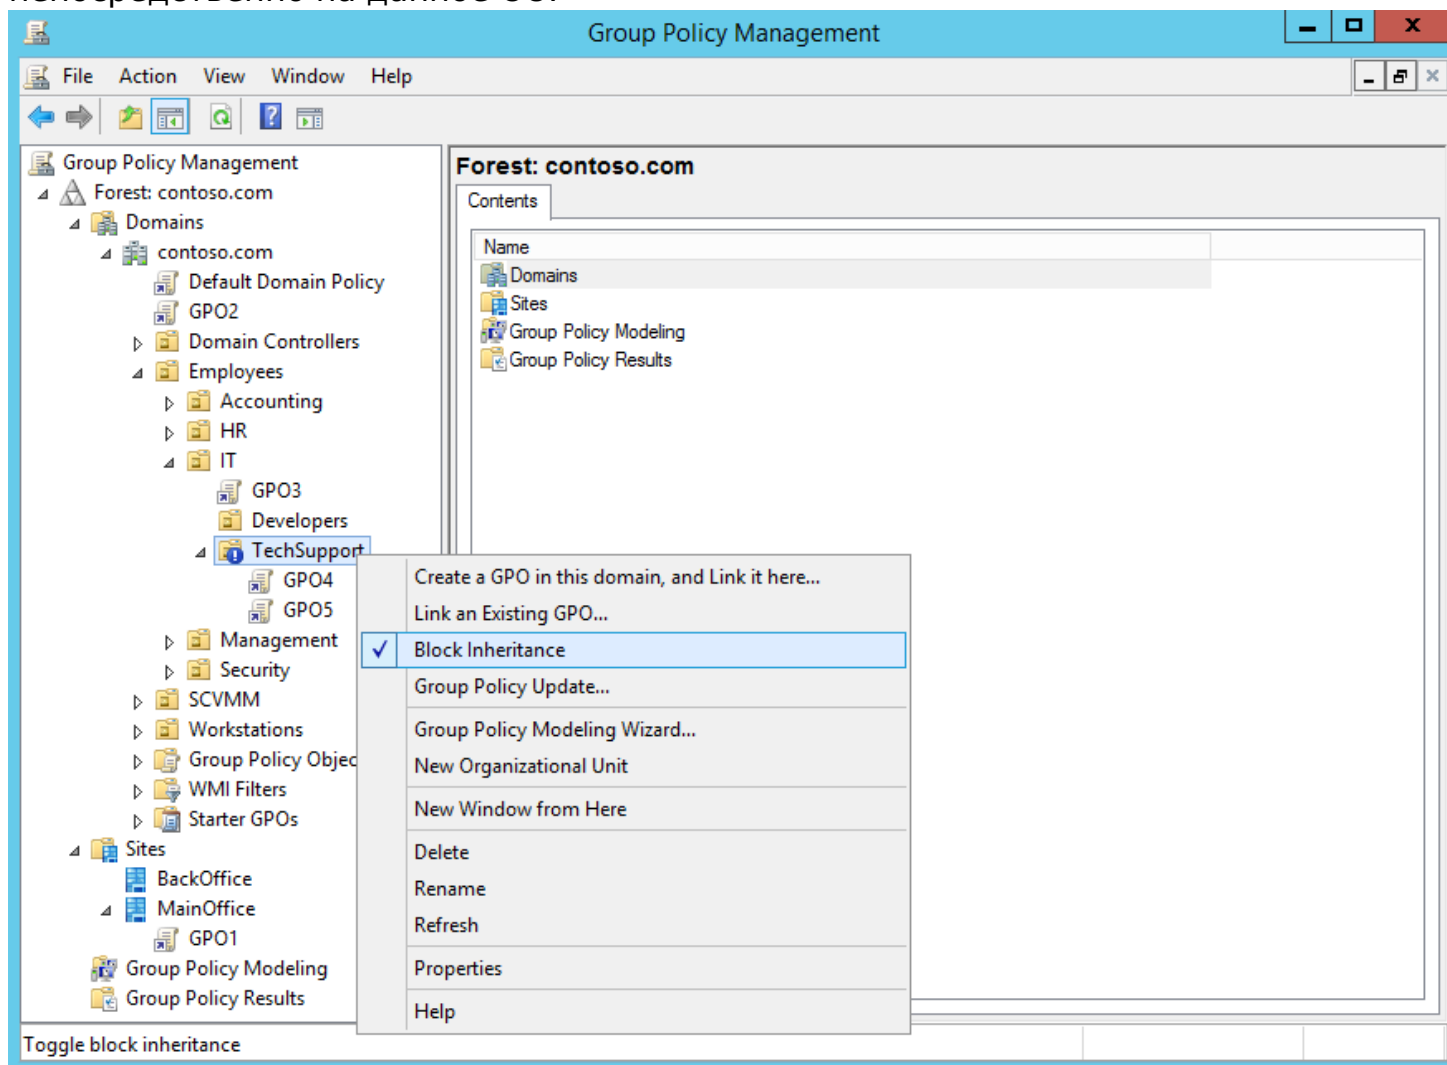 непосредственно на данное OU.
Group Policy Management
File Action View Window Help
Group Policy Management
Forest: contoso.com
Domains
contoso.com
Default Domain Policy
GPO2
Domain Controllers
Employees
Accounting
HR
IT
GPO3
Developers
TechSupport
GPO4
GPO5
Management
Security
SCVMM
Workstations
Group Policy Objec
WMI Filters
Starter GPOs
Sites
BackOffice
MainOffice
GPO1
Group Policy Modeling
Group Policy Results
Forest: contoso.com
Contents
Name
Domains
Sites
Group Policy Modeling
Group Policy Results
Create a GPO in this domain, and Link it here...
Link an Existing GPO...
Block Inheritance
Group Policy Update...
Group Policy Modeling Wizard...
New Organizational Unit
New Window from Here
Delete
Rename
Refresh
Properties
Help
Toggle block inheritance